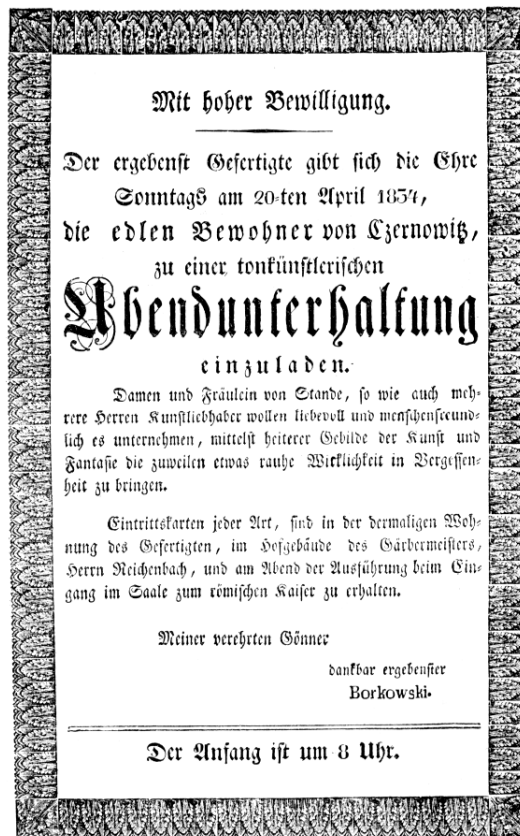 Mit hoher Bewilligung.
Der ergebenst Gefertigte gibt sich die Ehre
Sonntags am 20-ten April 1834,
die edlen Bewohner von Czernowitz,
zu einer tonkünstlerischen
Abendunterhaltung
einzuladen.
Damen und Fräulein von Stande, so wie auch meh-
rere Herren Kunstliebhaber wollen liebevoll und menschenfreund-
lich es unternehmen, mittelst heiterer Gebilde der Kunst und
Fantasie die zuweilen etwas rauhe Wirklichkeit in Vergessen-
heit zu bringen.
Eintrittskarten jeder Art, sind in der dermaligen Woh-
nung des Gefertigten, im Hofgebäude des Gärbermeisters,
Herrn Reichenbach, und am Abend der Ausführung beim Ein-
gang im Saale zum römischen Kaiser zu erhalten.
Meiner verehrten Gönner
dankbar ergebenster
Borkowski.
Der Anfang ist um 8 Uhr.